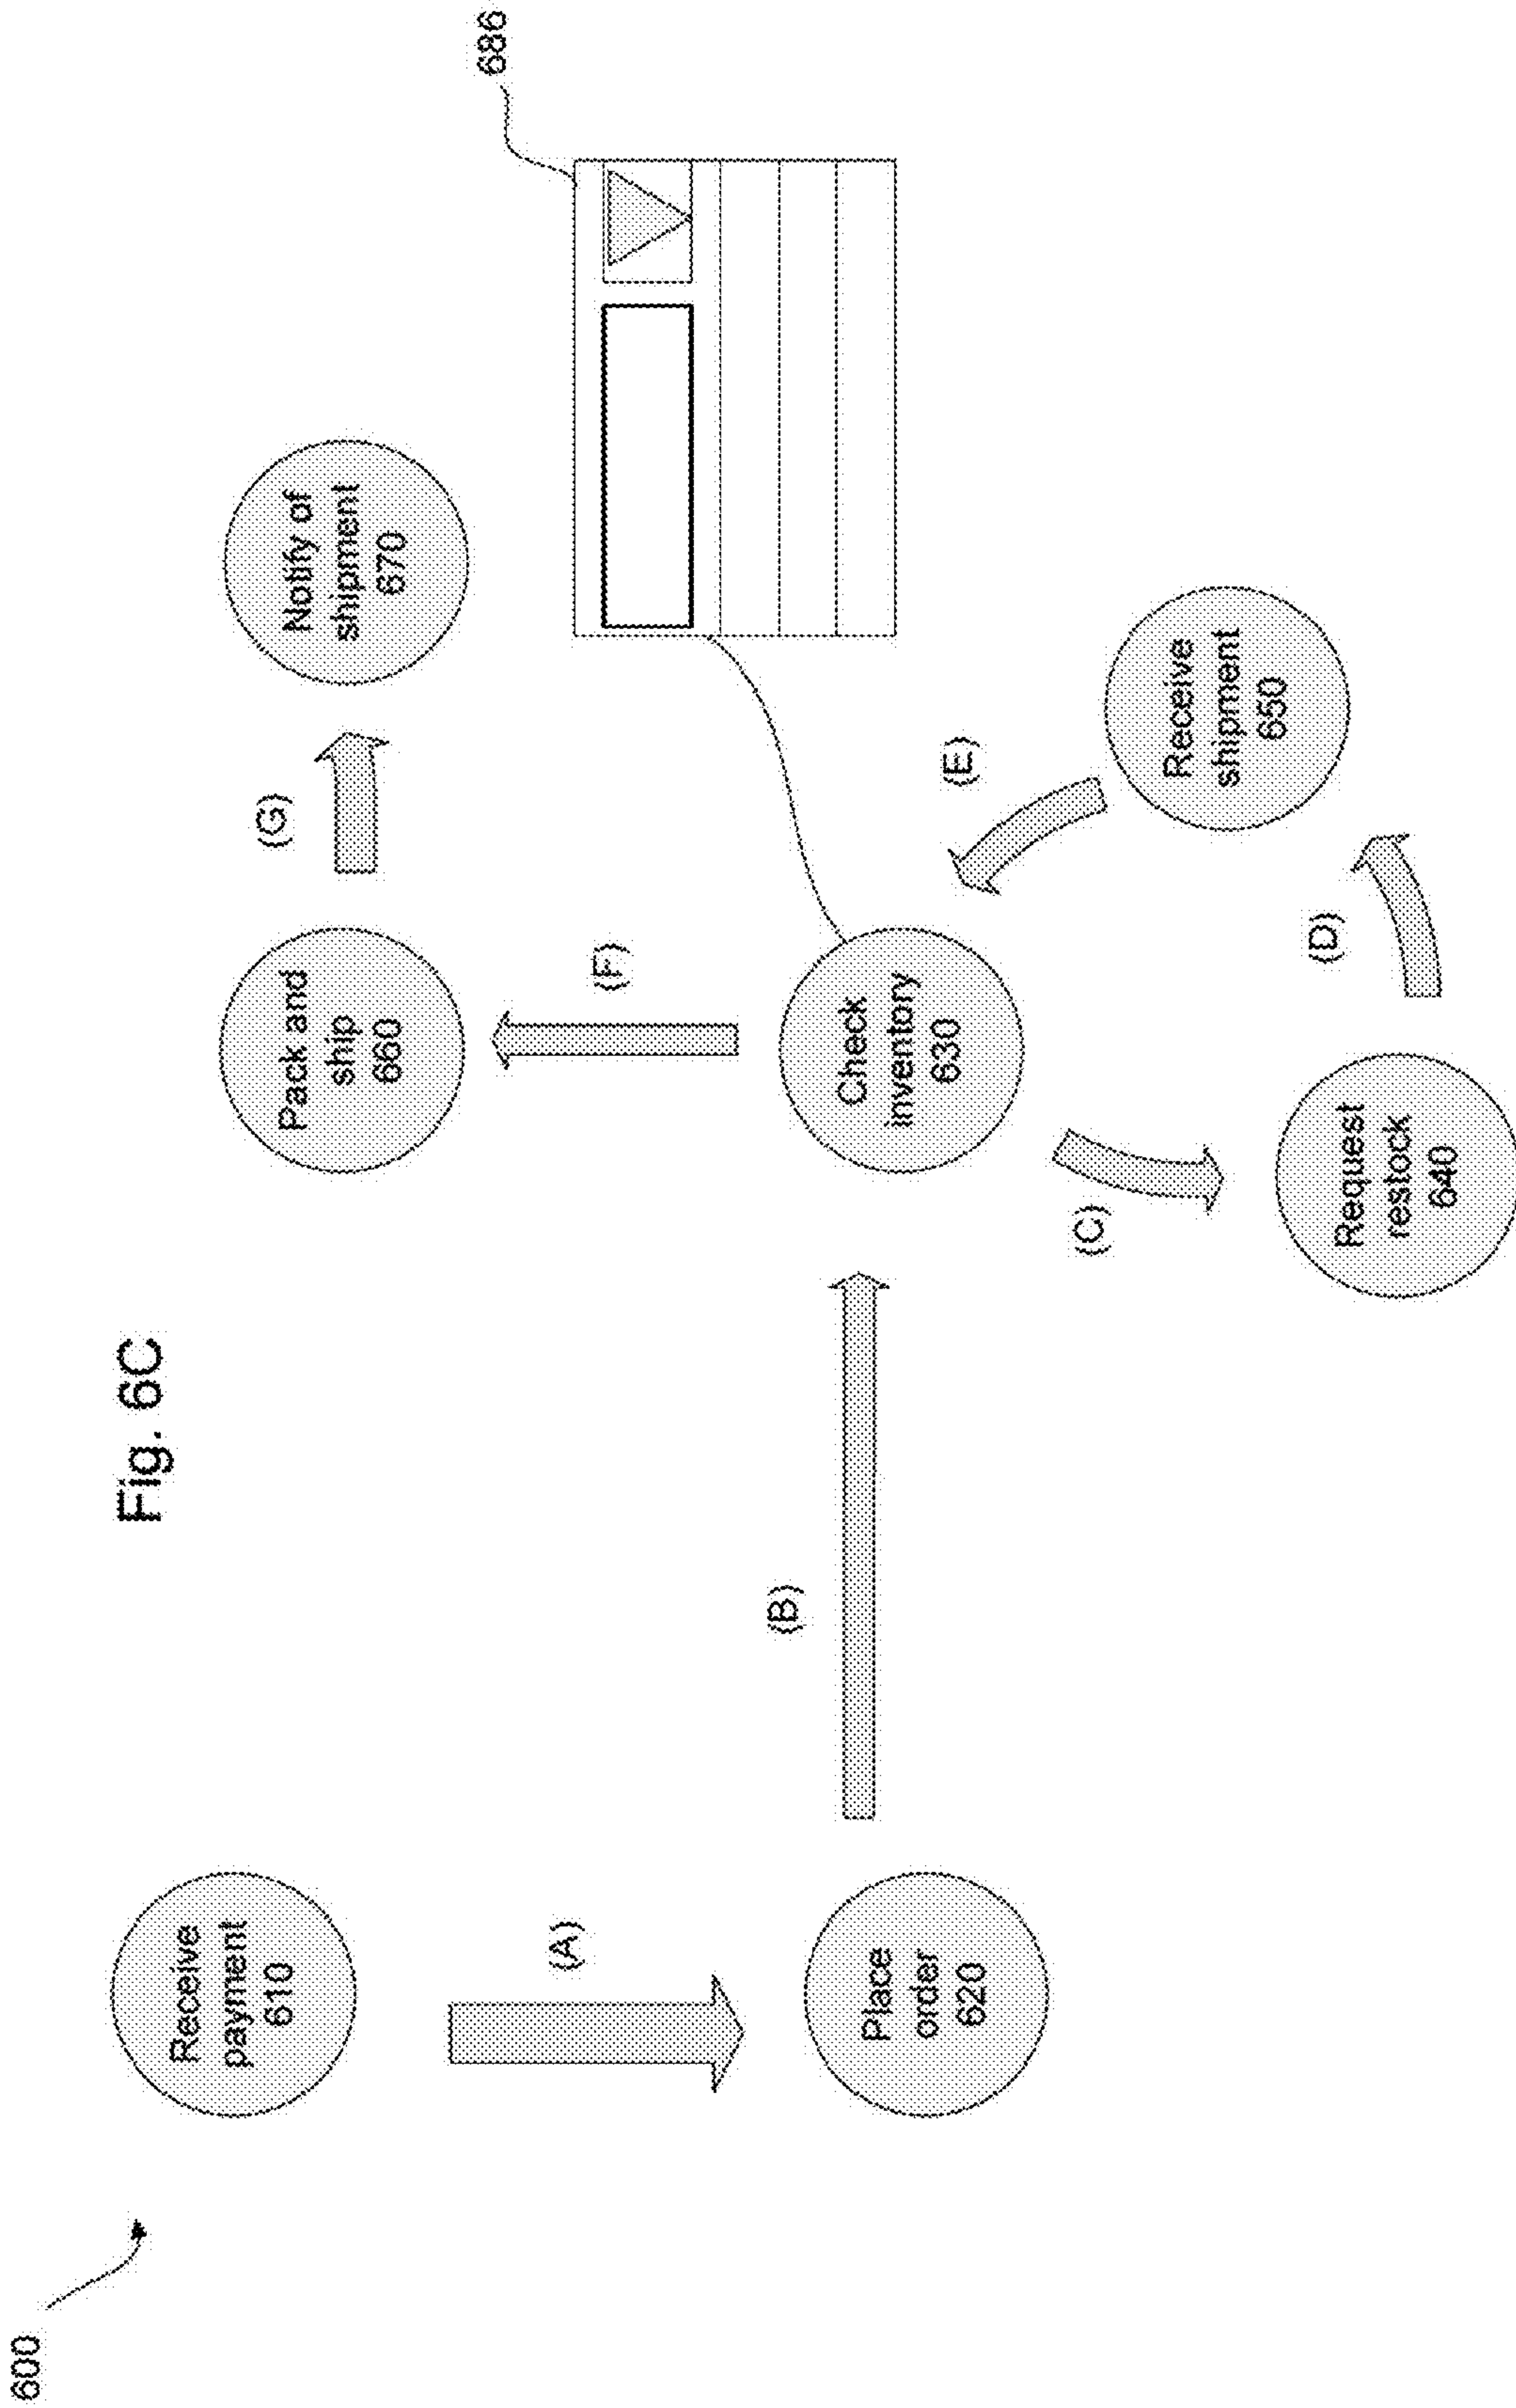 Fig. 6C
600
Receive
payment
610
(A)
Place
order
620
(B)
Check
inventory
630
(C)
Request
restock
640
(D)
Receive
shipment
650
(E)
(F)
Pack and
ship
660
(G)
Notify of
shipment
670
686